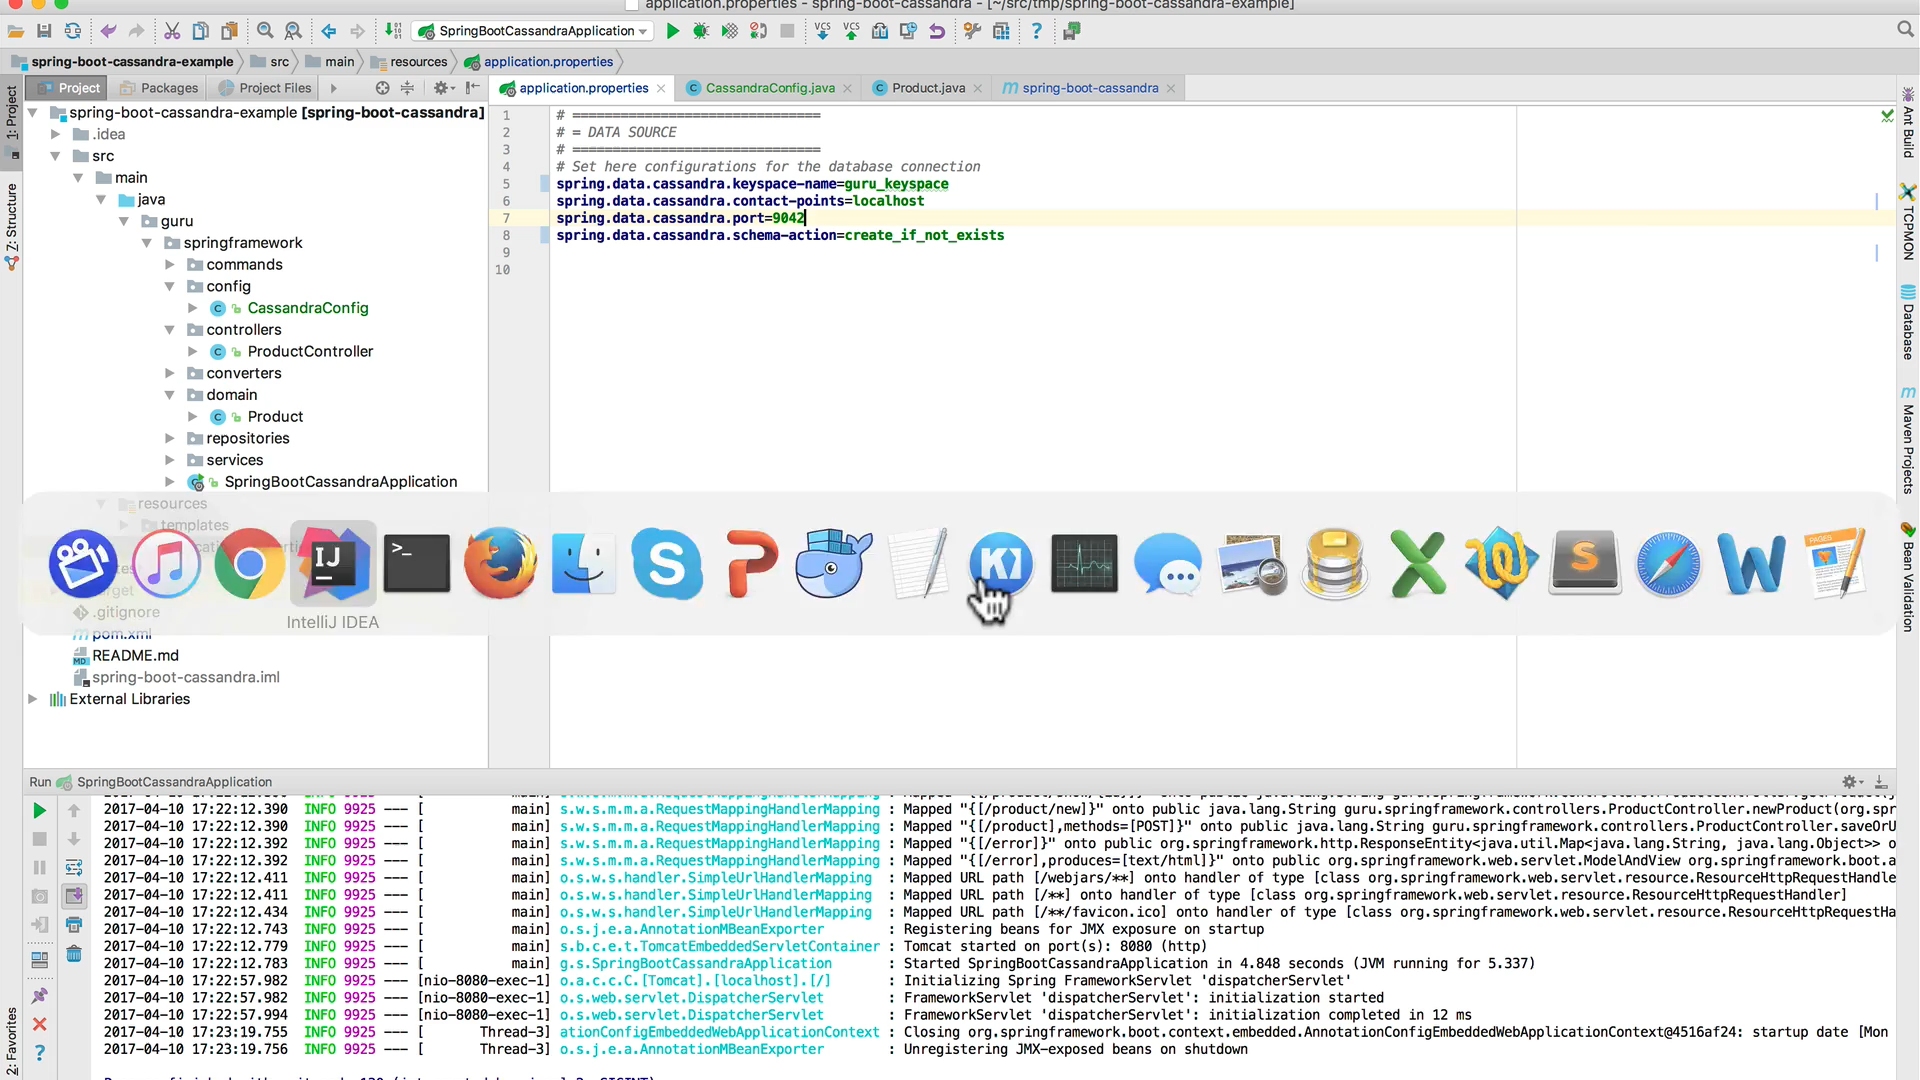 application.properties - spring-boot-cassandra - [~/src/tmp/spring-boot-cassandra-example]
SpringBootCassandraApplication
VCS VCS
spring-boot-cassandra-example src main resources application.properties
Project Packages Project Files
application.properties CassandraConfig.java Product.java spring-boot-cassandra
spring-boot-cassandra-example [spring-boot-cassandra]
.idea
src
main
java
guru
springframework
commands
config
CassandraConfig
controllers
ProductController
converters
domain
Product
repositories
services
SpringBootCassandraApplication
resources
templates
.gitignore
pom.xml
README.md
spring-boot-cassandra.iml
External Libraries
1: Project
Z: Structure
2: Favorites
1 # ===============================
2 # = DATA SOURCE
3 # ===============================
4 # Set here configurations for the database connection
5 spring.data.cassandra.keyspace-name=guru_keyspace
6 spring.data.cassandra.contact-points=localhost
7 spring.data.cassandra.port=9042
8 spring.data.cassandra.schema-action=create_if_not_exists
9
10
Ant Build
TCPMON
Database
Maven Projects
Bean Validation
IntelliJ IDEA
PAGES
Run SpringBootCassandraApplication
2017-04-10 17:22:12.390 INFO 9925 --- [ main] s.w.s.m.m.a.RequestMappingHandlerMapping : Mapped "{[/product/new]}" onto public java.lang.String guru.springframework.controllers.ProductController.newProduct(org.spr
2017-04-10 17:22:12.390 INFO 9925 --- [ main] s.w.s.m.m.a.RequestMappingHandlerMapping : Mapped "{[/product],methods=[POST]}" onto public java.lang.String guru.springframework.controllers.ProductController.saveOrU
2017-04-10 17:22:12.392 INFO 9925 --- [ main] s.w.s.m.m.a.RequestMappingHandlerMapping : Mapped "{[/error]}" onto public org.springframework.http.ResponseEntity<java.util.Map<java.lang.String, java.lang.Object>> o
2017-04-10 17:22:12.392 INFO 9925 --- [ main] s.w.s.m.m.a.RequestMappingHandlerMapping : Mapped "{[/error],produces=[text/html]}" onto public org.springframework.web.servlet.ModelAndView org.springframework.boot.a
2017-04-10 17:22:12.411 INFO 9925 --- [ main] o.s.w.s.handler.SimpleUrlHandlerMapping : Mapped URL path [/webjars/**] onto handler of type [class org.springframework.web.servlet.resource.ResourceHttpRequestHandle
2017-04-10 17:22:12.411 INFO 9925 --- [ main] o.s.w.s.handler.SimpleUrlHandlerMapping : Mapped URL path [/**] onto handler of type [class org.springframework.web.servlet.resource.ResourceHttpRequestHandler]
2017-04-10 17:22:12.434 INFO 9925 --- [ main] o.s.w.s.handler.SimpleUrlHandlerMapping : Mapped URL path [/**/favicon.ico] onto handler of type [class org.springframework.web.servlet.resource.ResourceHttpRequestHa
2017-04-10 17:22:12.743 INFO 9925 --- [ main] o.s.j.e.a.AnnotationMBeanExporter : Registering beans for JMX exposure on startup
2017-04-10 17:22:12.779 INFO 9925 --- [ main] s.b.c.e.t.TomcatEmbeddedServletContainer : Tomcat started on port(s): 8080 (http)
2017-04-10 17:22:12.783 INFO 9925 --- [ main] g.s.SpringBootCassandraApplication : Started SpringBootCassandraApplication in 4.848 seconds (JVM running for 5.337)
2017-04-10 17:22:57.982 INFO 9925 --- [nio-8080-exec-1] o.a.c.c.C.[Tomcat].[localhost].[/] : Initializing Spring FrameworkServlet 'dispatcherServlet'
2017-04-10 17:22:57.982 INFO 9925 --- [nio-8080-exec-1] o.s.web.servlet.DispatcherServlet : FrameworkServlet 'dispatcherServlet': initialization started
2017-04-10 17:22:57.994 INFO 9925 --- [nio-8080-exec-1] o.s.web.servlet.DispatcherServlet : FrameworkServlet 'dispatcherServlet': initialization completed in 12 ms
2017-04-10 17:23:19.755 INFO 9925 --- [ Thread-3] ationConfigEmbeddedWebApplicationContext : Closing org.springframework.boot.context.embedded.AnnotationConfigEmbeddedWebApplicationContext@4516af24: startup date [Mon
2017-04-10 17:23:19.756 INFO 9925 --- [ Thread-3] o.s.j.e.a.AnnotationMBeanExporter : Unregistering JMX-exposed beans on shutdown